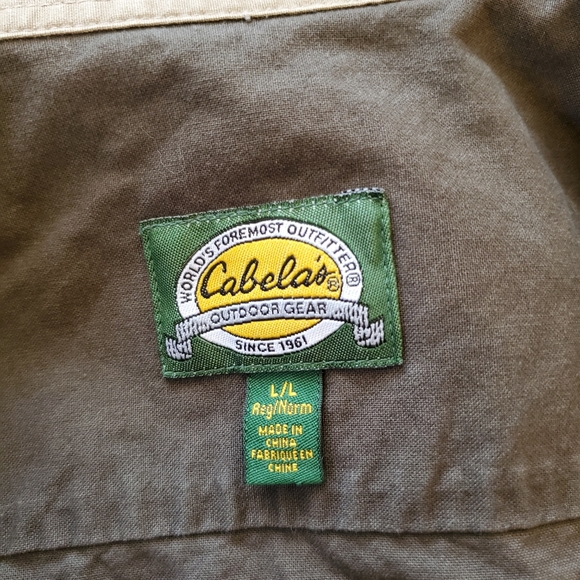 WORLD'S FOREMOST OUTFITTER®
Cabela's®
OUTDOOR GEAR
SINCE 1961
L/L
Reg/Norm
MADE IN
CHINA
FABRIQUE EN
CHINE